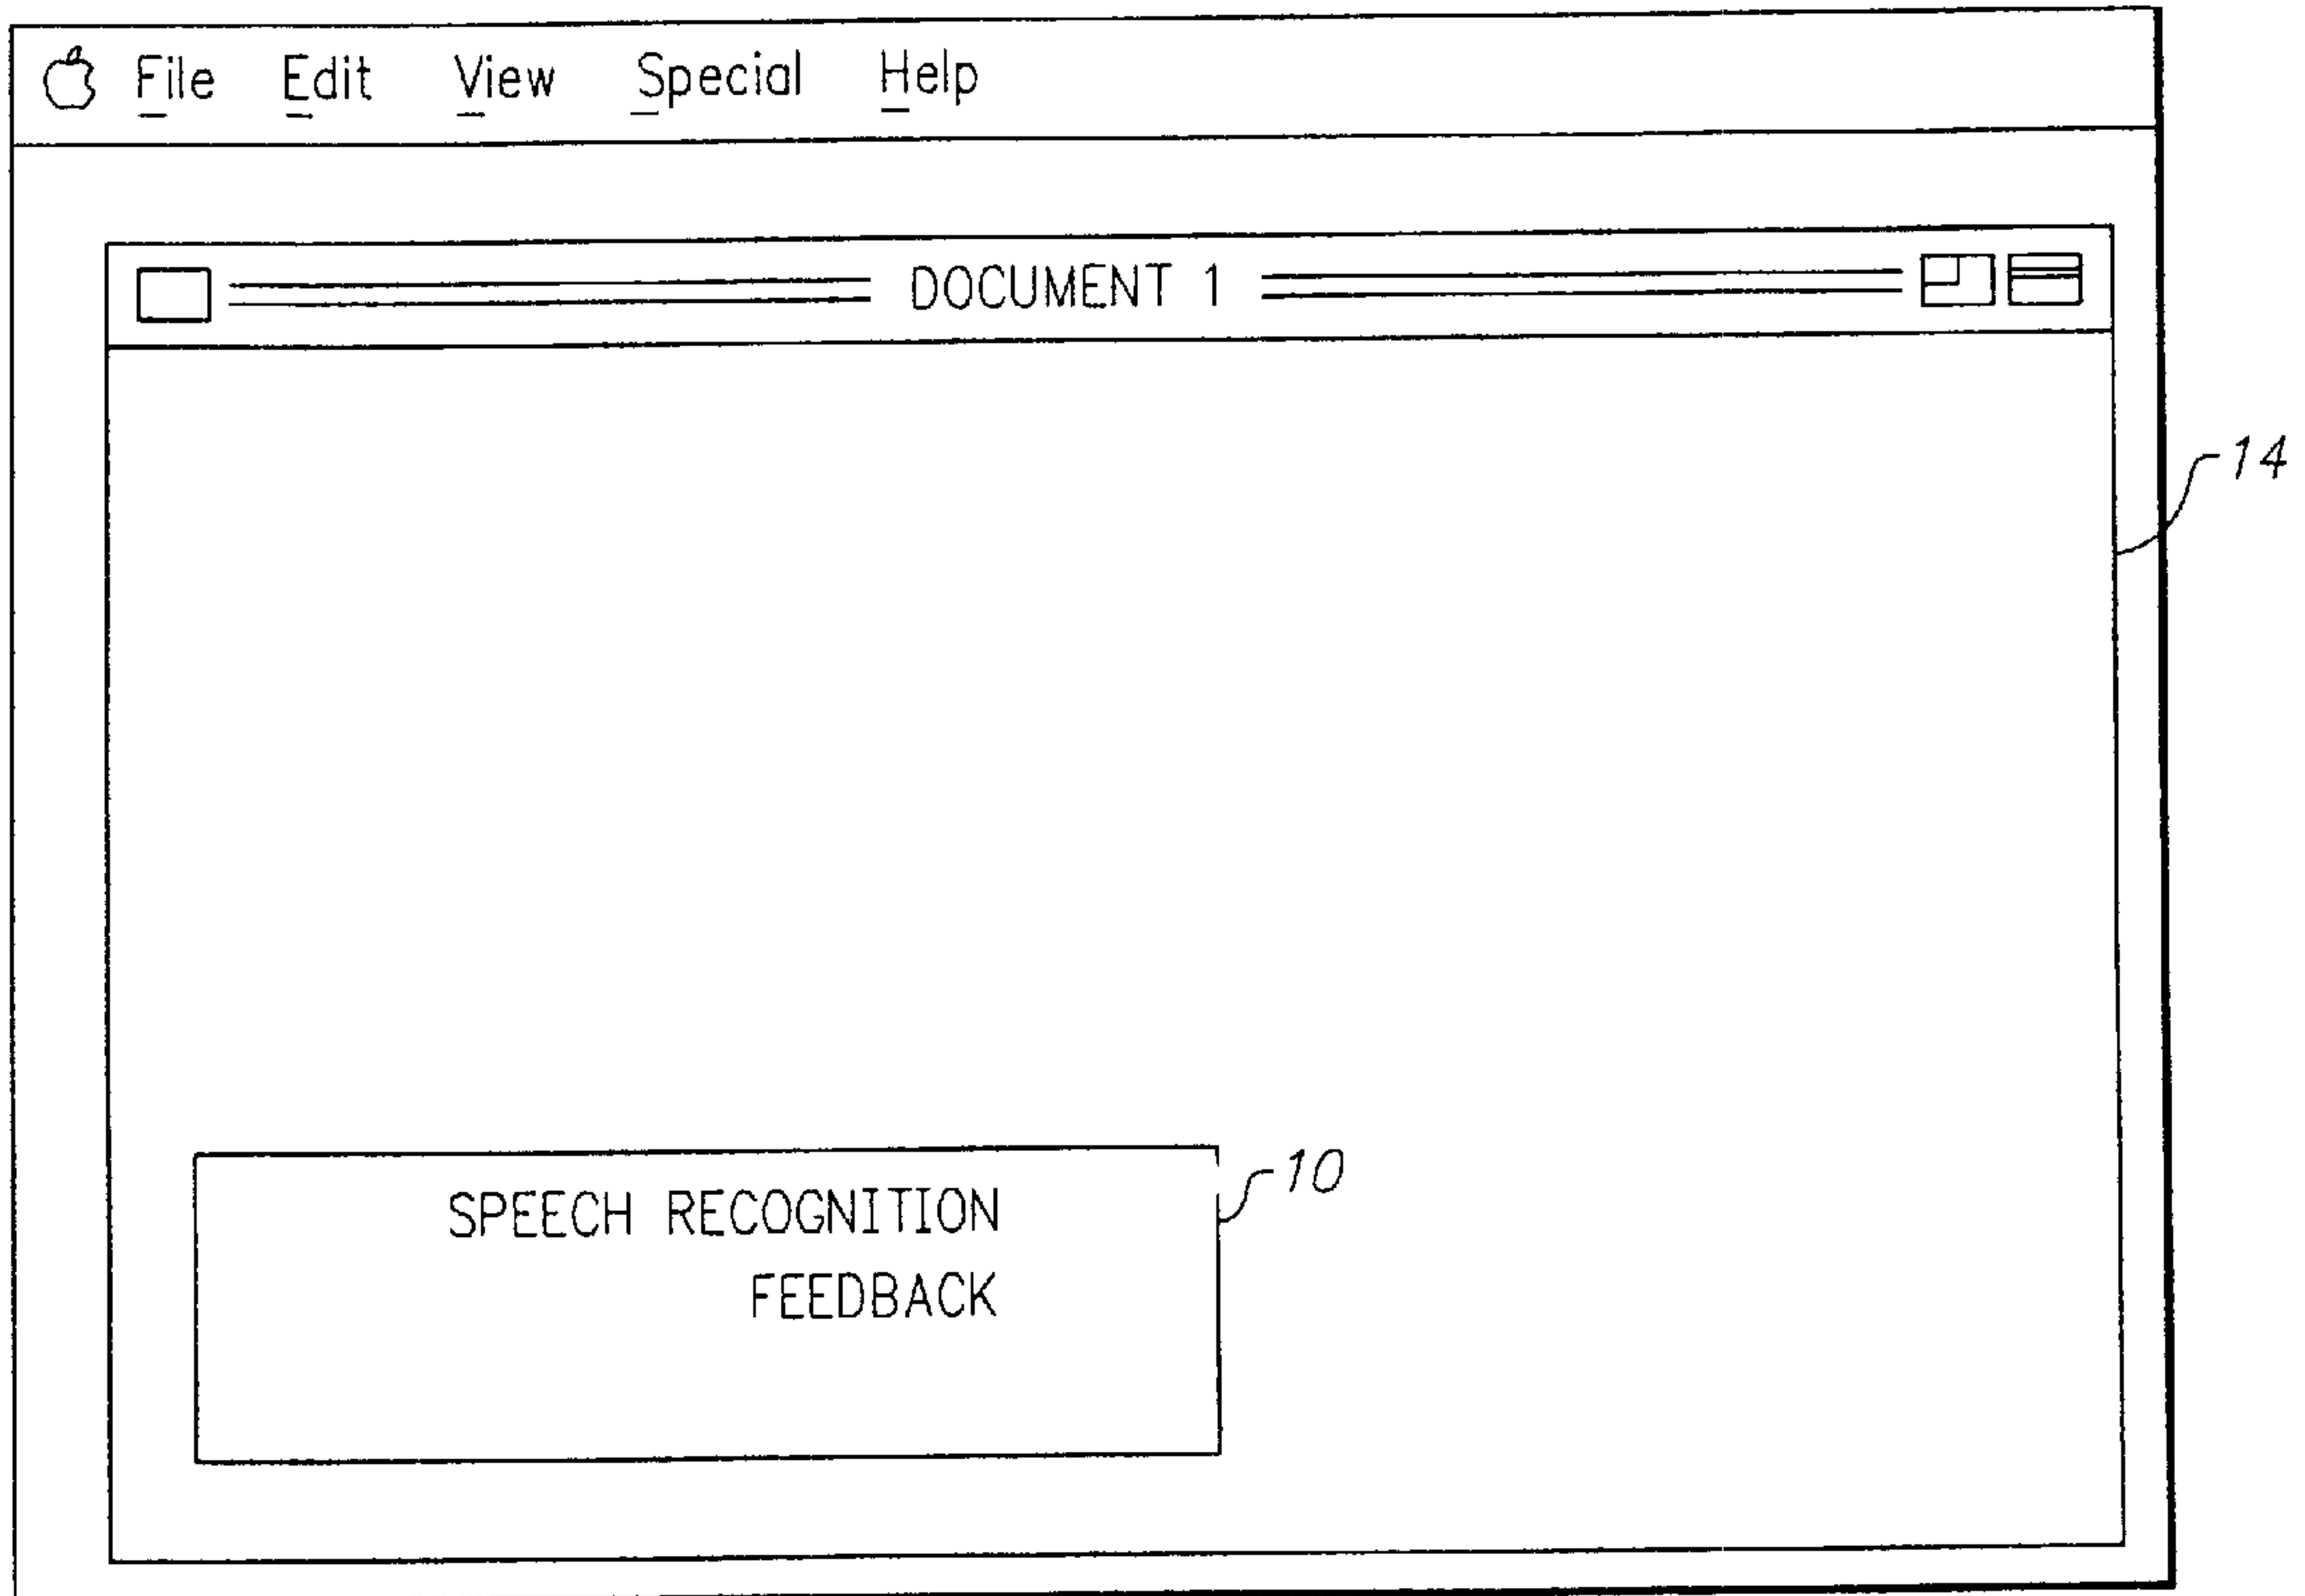 File Edit View Special Help
DOCUMENT 1
14
SPEECH RECOGNITION
FEEDBACK
10